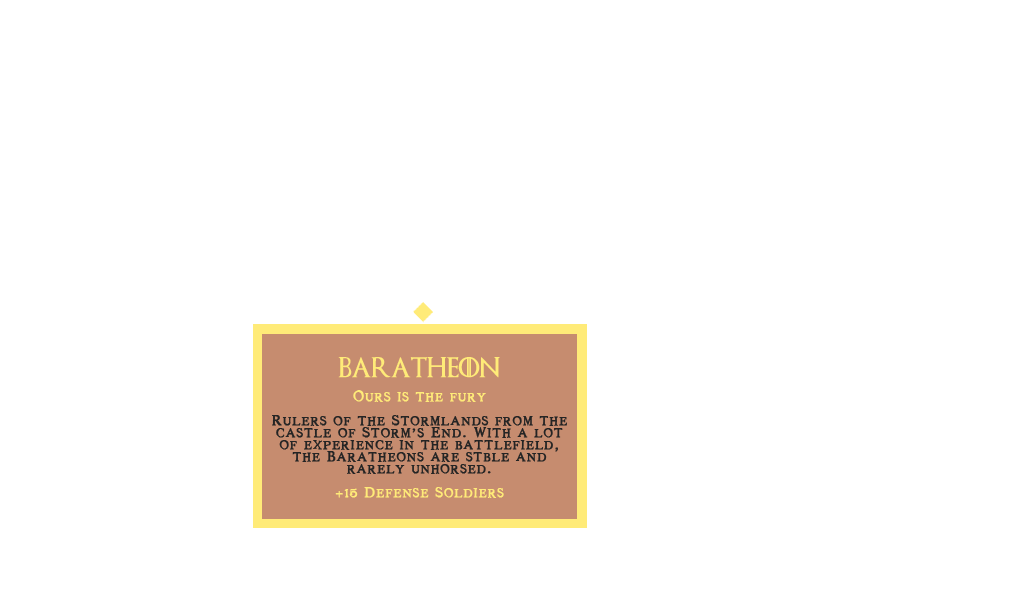 BARATHEON
Ours is the fury
Rulers of the Stormlands from the
castle of Storm's End. With a lot
of experience in the battlefield,
the Baratheons are stble and
rarely unhorsed.
+15 Defense Soldiers